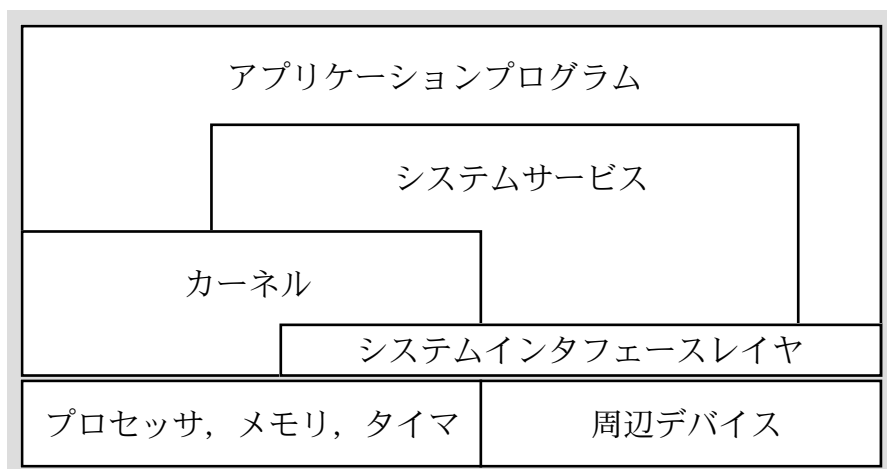 アプリケーションプログラム
システムサービス
カーネル
システムインタフェースレイヤ
プロセッサ，メモリ，タイマ
周辺デバイス